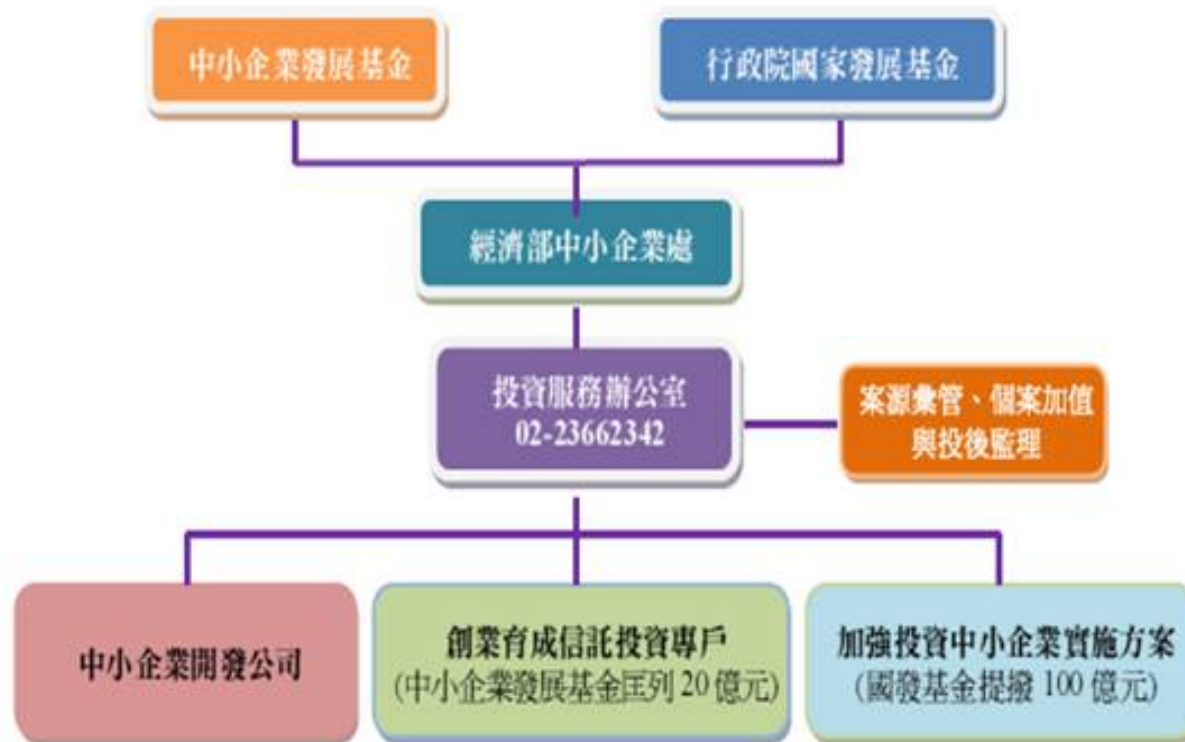 中小企業發展基金
行政院國家發展基金
經濟部中小企業處
投資服務辦公室
02-23662342
案源彙管、個案加值
與投後監理
中小企業開發公司
創業育成信託投資專戶
(中小企業發展基金匡列 20 億元)
加強投資中小企業實施方案
(國發基金提撥 100 億元)